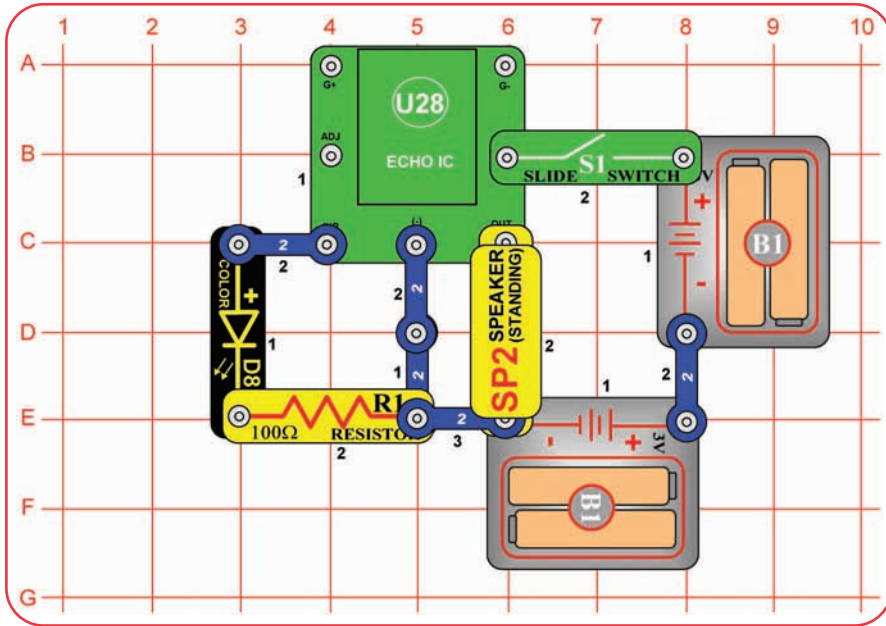 1 2 3 4 5 6 7 8 9 10
A
G+
G-
U28
ADJ
B
ECHO IC
1
S1
SLIDE SWITCH
V
2
+
(-)
OUT
C
2
2
COLOR
+
1
B1
-
2
2
SPEAKER
(STANDING)
SP2
2
D
1
D8
1
2
2
2
1
R1
E
100Ω
RESISTOR
2
2
3
-
+
3V
F
B1
G